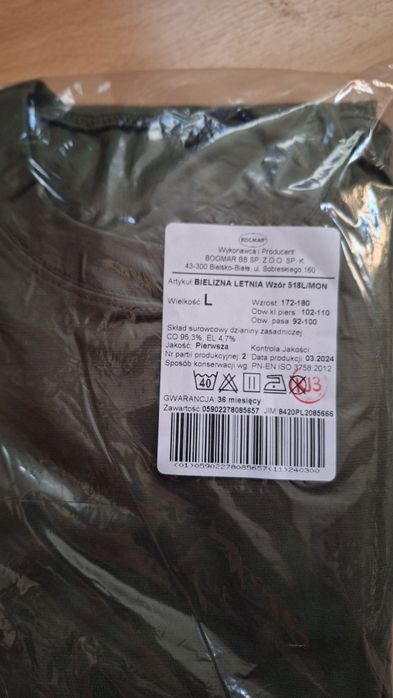 BOGMAR
Wykonawca i Producent
BOGMAR BB SP. Z O.O. SP. K.
43-300 Bielsko-Biała, ul. Sobieskiego 160
Artykuł: BIELIZNA LETNIA Wzór 518L/MON
Wielkość: L
Wzrost: 172-180
Obw kl piers: 102-110
Obw. pasa: 92-100
Skład surowcowy dzianiny zasadniczej:
CO 95,3%, EL 4,7%
Jakość: Pierwsza Kontrola Jakości:
Nr partii produkcyjnej: 2 Data produkcji: 03.2024
Sposób konserwacji wg: PN-EN ISO 3758:2012
40
GWARANCJA: 36 miesięcy
Zawartość: 05902278085657 JIM: 8420PL2085666
(01)05902278085657(11)240300